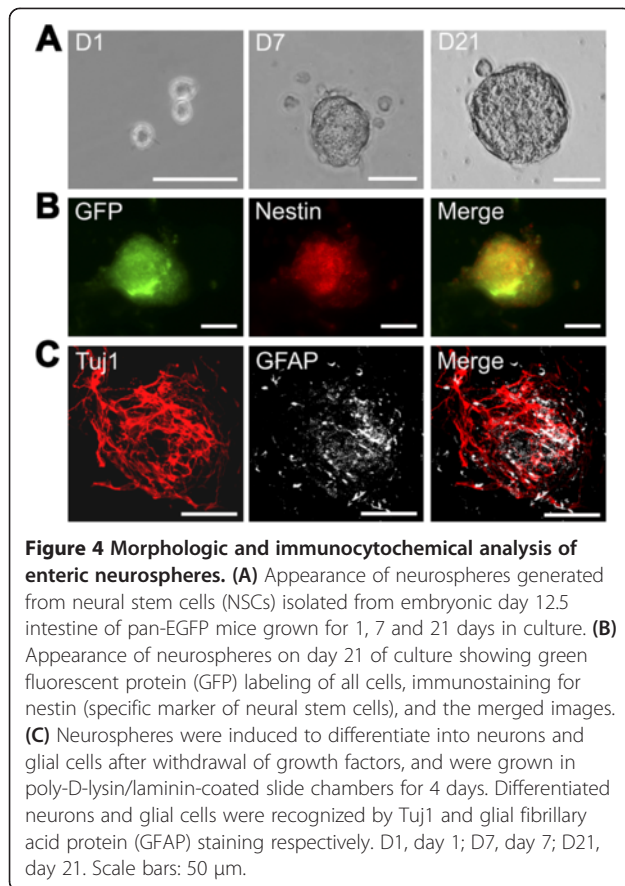 A D1 D7 D21
B GFP Nestin Merge
C Tuj1 GFAP Merge
Figure 4 Morphologic and immunocytochemical analysis of
enteric neurospheres. (A) Appearance of neurospheres generated
from neural stem cells (NSCs) isolated from embryonic day 12.5
intestine of pan-EGFP mice grown for 1, 7 and 21 days in culture. (B)
Appearance of neurospheres on day 21 of culture showing green
fluorescent protein (GFP) labeling of all cells, immunostaining for
nestin (specific marker of neural stem cells), and the merged images.
(C) Neurospheres were induced to differentiate into neurons and
glial cells after withdrawal of growth factors, and were grown in
poly-D-lysin/laminin-coated slide chambers for 4 days. Differentiated
neurons and glial cells were recognized by Tuj1 and glial fibrillary
acid protein (GFAP) staining respectively. D1, day 1; D7, day 7; D21,
day 21. Scale bars: 50 μm.